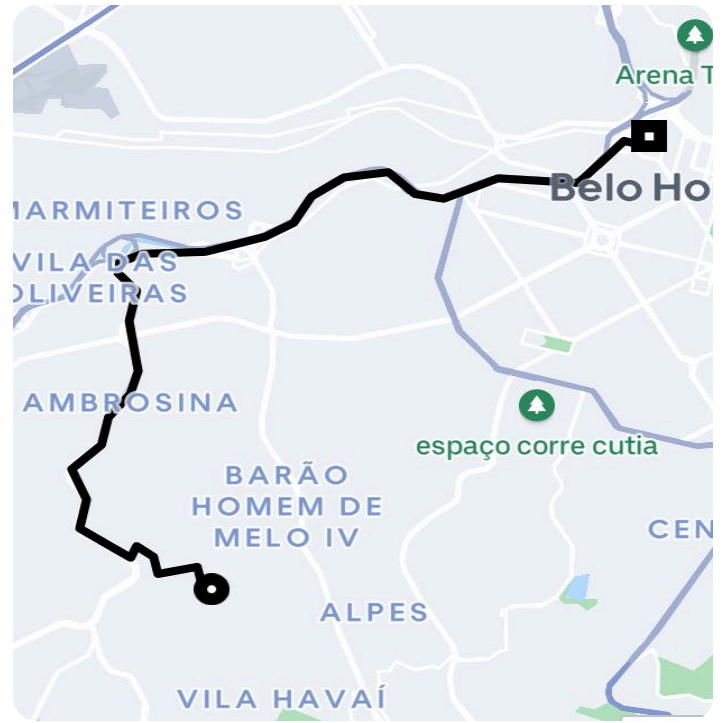 Arena T
Belo Ho
MARMITEIROS
VILA DAS
OLIVEIRAS
AMBROSINA
espaço corre cutia
BARÃO
HOMEM DE
MELO IV
CEN
ALPES
VILA HAVAÍ